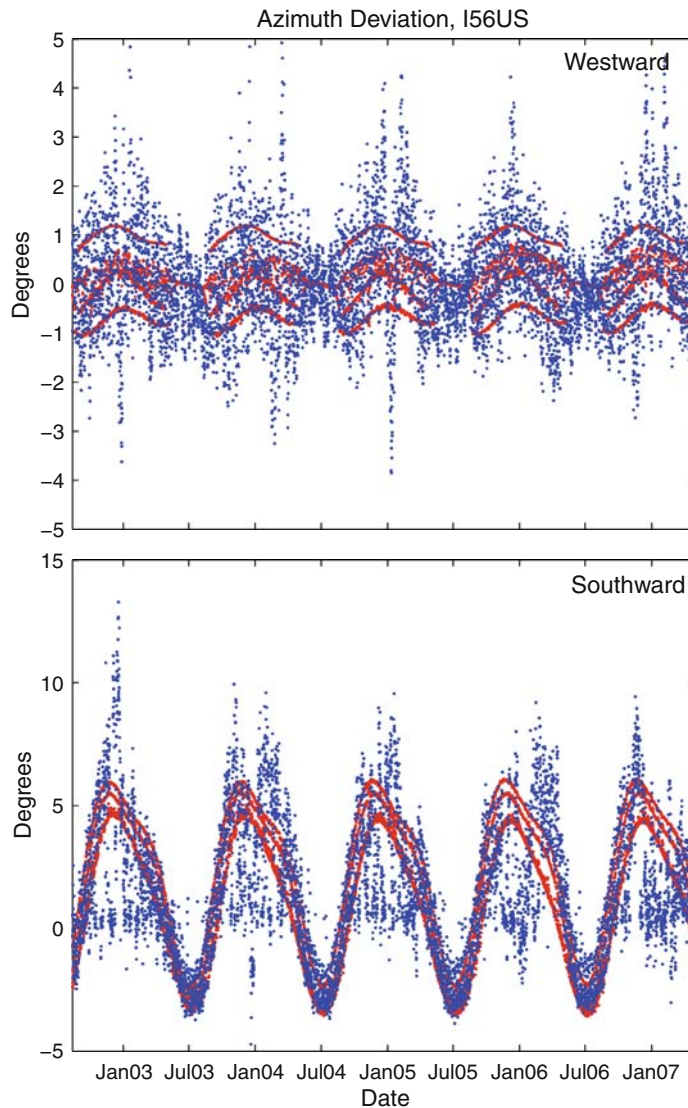 Azimuth Deviation, I56US
Westward
5
4
3
2
1
0
−1
−2
−3
−4
−5
Degrees
Southward
15
10
5
0
−5
Degrees
Jan03 Jul03 Jan04 Jul04 Jan05 Jul05 Jan06 Jul06 Jan07
Date